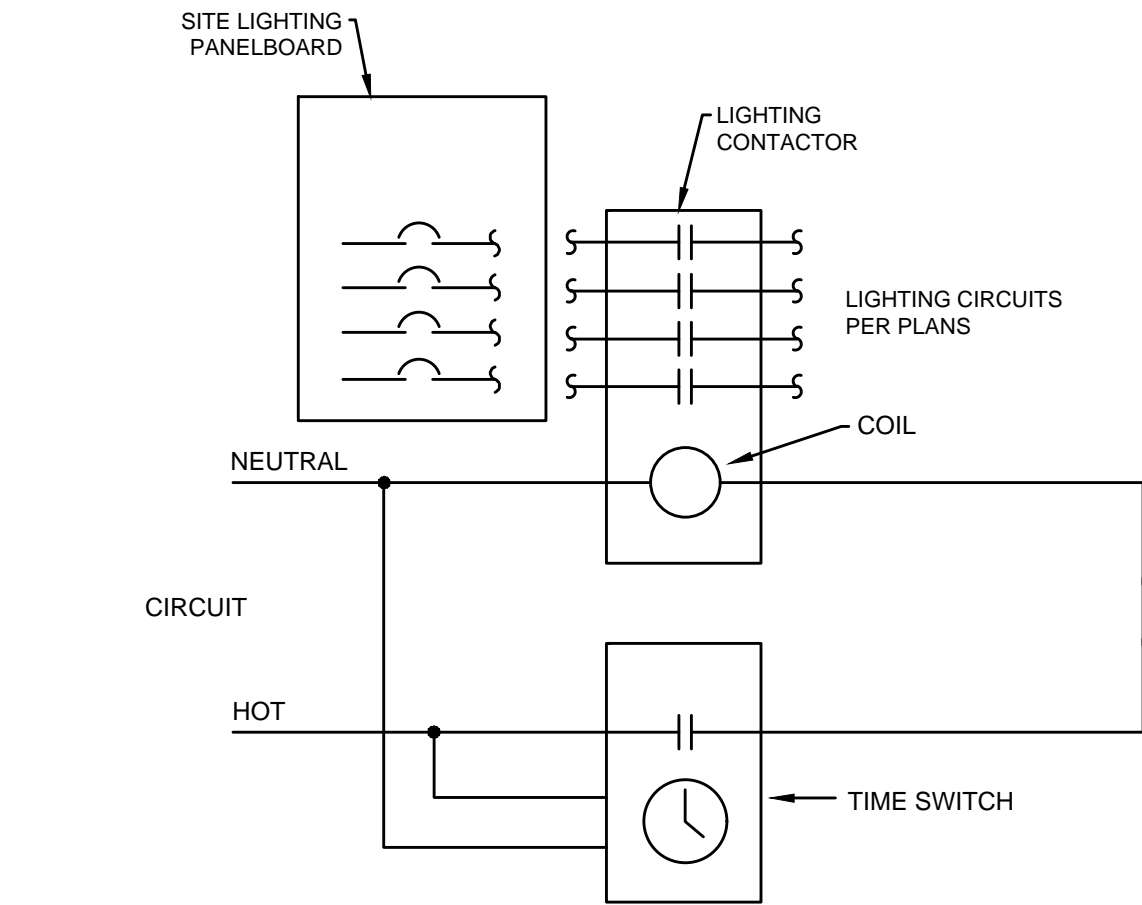 SITE LIGHTING
PANELBOARD
LIGHTING
CONTACTOR
LIGHTING CIRCUITS
PER PLANS
COIL
NEUTRAL
CIRCUIT
HOT
TIME SWITCH